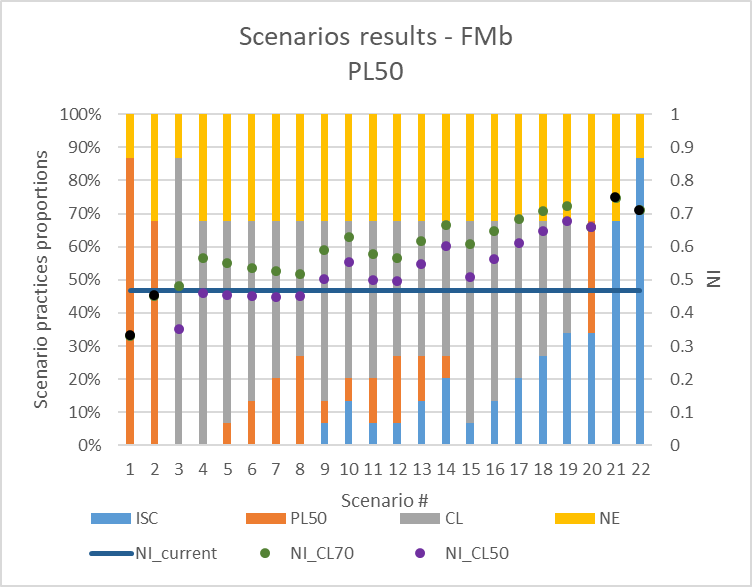 Scenarios results - FMb
PL50
Scenario practices proportions
100%
90%
80%
70%
60%
50%
40%
30%
20%
10%
0%
1
0.9
0.8
0.7
0.6
0.5
0.4
0.3
0.2
0.1
0
NI
1 2 3 4 5 6 7 8 9 10 11 12 13 14 15 16 17 18 19 20 21 22
Scenario #
ISC PL50 CL NE
NI_current NI_CL70 NI_CL50